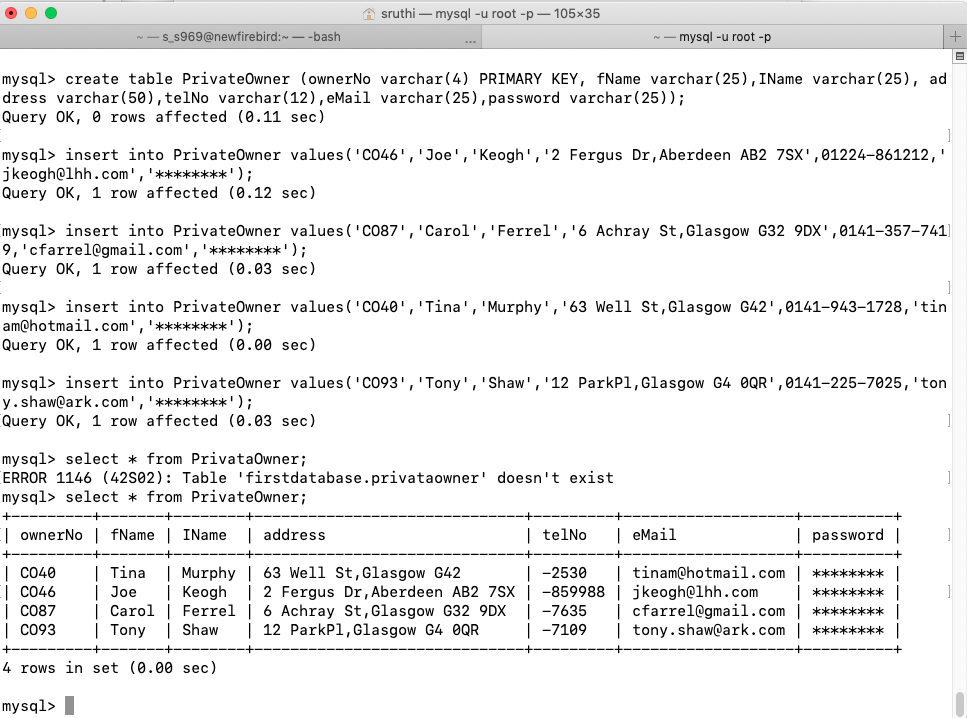 sruthi — mysql -u root -p — 105×35
~ — s_s969@newfirebird:~ — -bash ... ~ — mysql -u root -p +
mysql> create table PrivateOwner (ownerNo varchar(4) PRIMARY KEY, fName varchar(25),IName varchar(25), ad
dress varchar(50),telNo varchar(12),eMail varchar(25),password varchar(25));
Query OK, 0 rows affected (0.11 sec)
mysql> insert into PrivateOwner values('CO46','Joe','Keogh','2 Fergus Dr,Aberdeen AB2 7SX',01224-861212,'
jkeogh@lhh.com','********');
Query OK, 1 row affected (0.12 sec)
mysql> insert into PrivateOwner values('CO87','Carol','Ferrel','6 Achray St,Glasgow G32 9DX',0141-357-741
9,'cfarrel@gmail.com','********');
Query OK, 1 row affected (0.03 sec)
mysql> insert into PrivateOwner values('CO40','Tina','Murphy','63 Well St,Glasgow G42',0141-943-1728,'tin
am@hotmail.com','********');
Query OK, 1 row affected (0.00 sec)
mysql> insert into PrivateOwner values('CO93','Tony','Shaw','12 ParkPl,Glasgow G4 0QR',0141-225-7025,'ton
y.shaw@ark.com','********');
Query OK, 1 row affected (0.03 sec)
mysql> select * from PrivataOwner;
ERROR 1146 (42S02): Table 'firstdatabase.privataowner' doesn't exist
mysql> select * from PrivateOwner;
+---------+-------+--------+-----------------------------+---------+-------------------+----------+
| ownerNo | fName | IName  | address                     | telNo   | eMail             | password |
+---------+-------+--------+-----------------------------+---------+-------------------+----------+
| CO40    | Tina  | Murphy | 63 Well St,Glasgow G42      | -2530   | tinam@hotmail.com | ******** |
| CO46    | Joe   | Keogh  | 2 Fergus Dr,Aberdeen AB2 7SX | -859988 | jkeogh@lhh.com    | ******** |
| CO87    | Carol | Ferrel | 6 Achray St,Glasgow G32 9DX | -7635   | cfarrel@gmail.com | ******** |
| CO93    | Tony  | Shaw   | 12 ParkPl,Glasgow G4 0QR    | -7109   | tony.shaw@ark.com | ******** |
+---------+-------+--------+-----------------------------+---------+-------------------+----------+
4 rows in set (0.00 sec)
mysql>